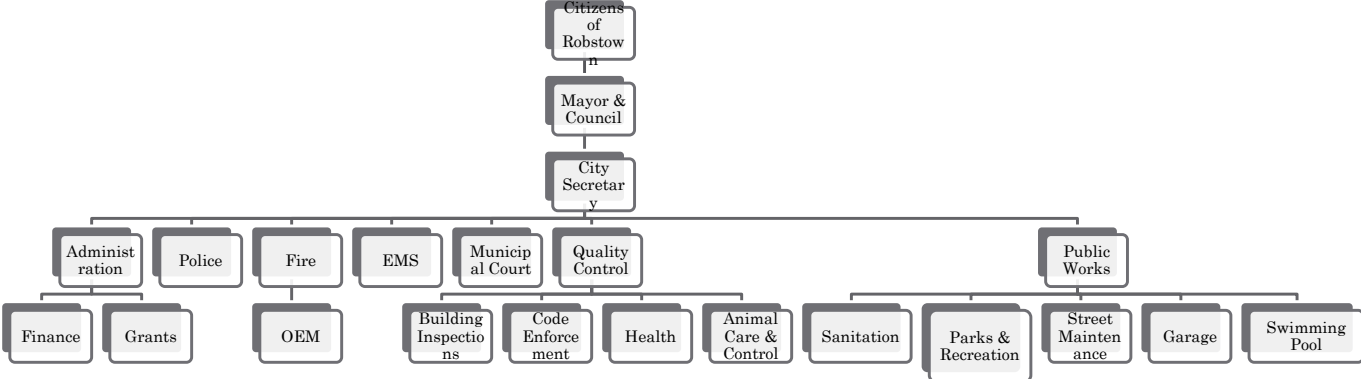 Citizens
of
Robstow
n
Mayor &
Council
City
Secretar
y
Administ
ration
Police
Fire
EMS
Municip
al Court
Quality
Control
Public
Works
Finance
Grants
OEM
Building
Inspectio
ns
Code
Enforce
ment
Health
Animal
Care &
Control
Sanitation
Parks &
Recreation
Street
Mainten
ance
Garage
Swimming
Pool